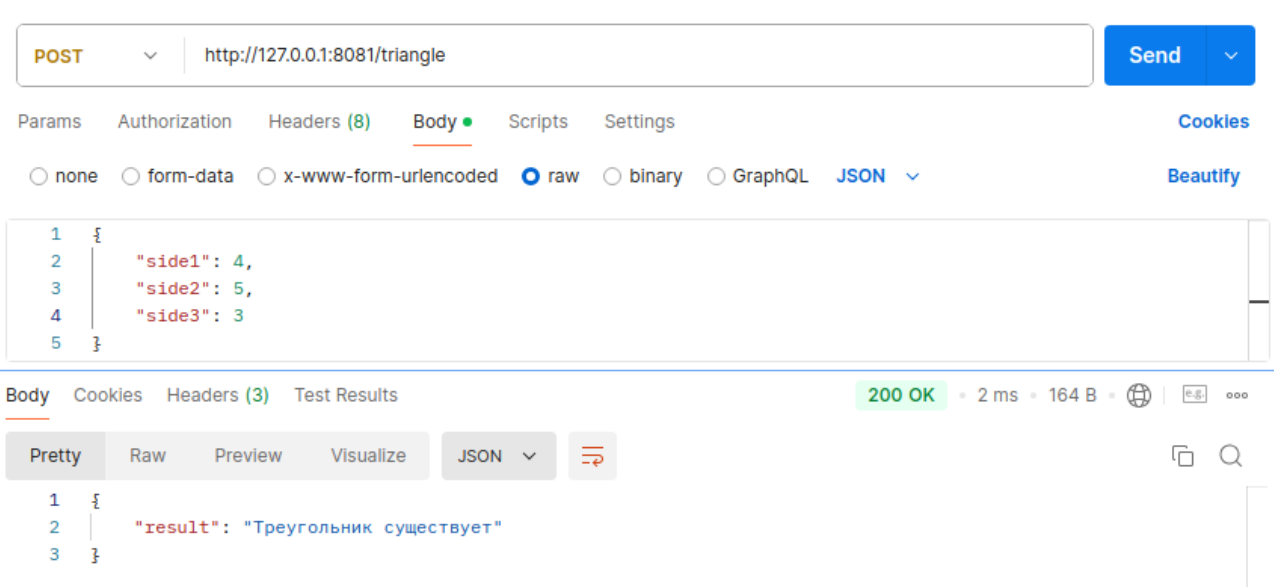 POST http://127.0.0.1:8081/triangle Send
Params Authorization Headers (8) Body Scripts Settings Cookies
none form-data x-www-form-urlencoded raw binary GraphQL JSON Beautify
1 {
2 "side1": 4,
3 "side2": 5,
4 "side3": 3
5 }
Body Cookies Headers (3) Test Results 200 OK 2 ms 164 B e.g.
Pretty Raw Preview Visualize JSON
1 {
2 "result": "Треугольник существует"
3 }